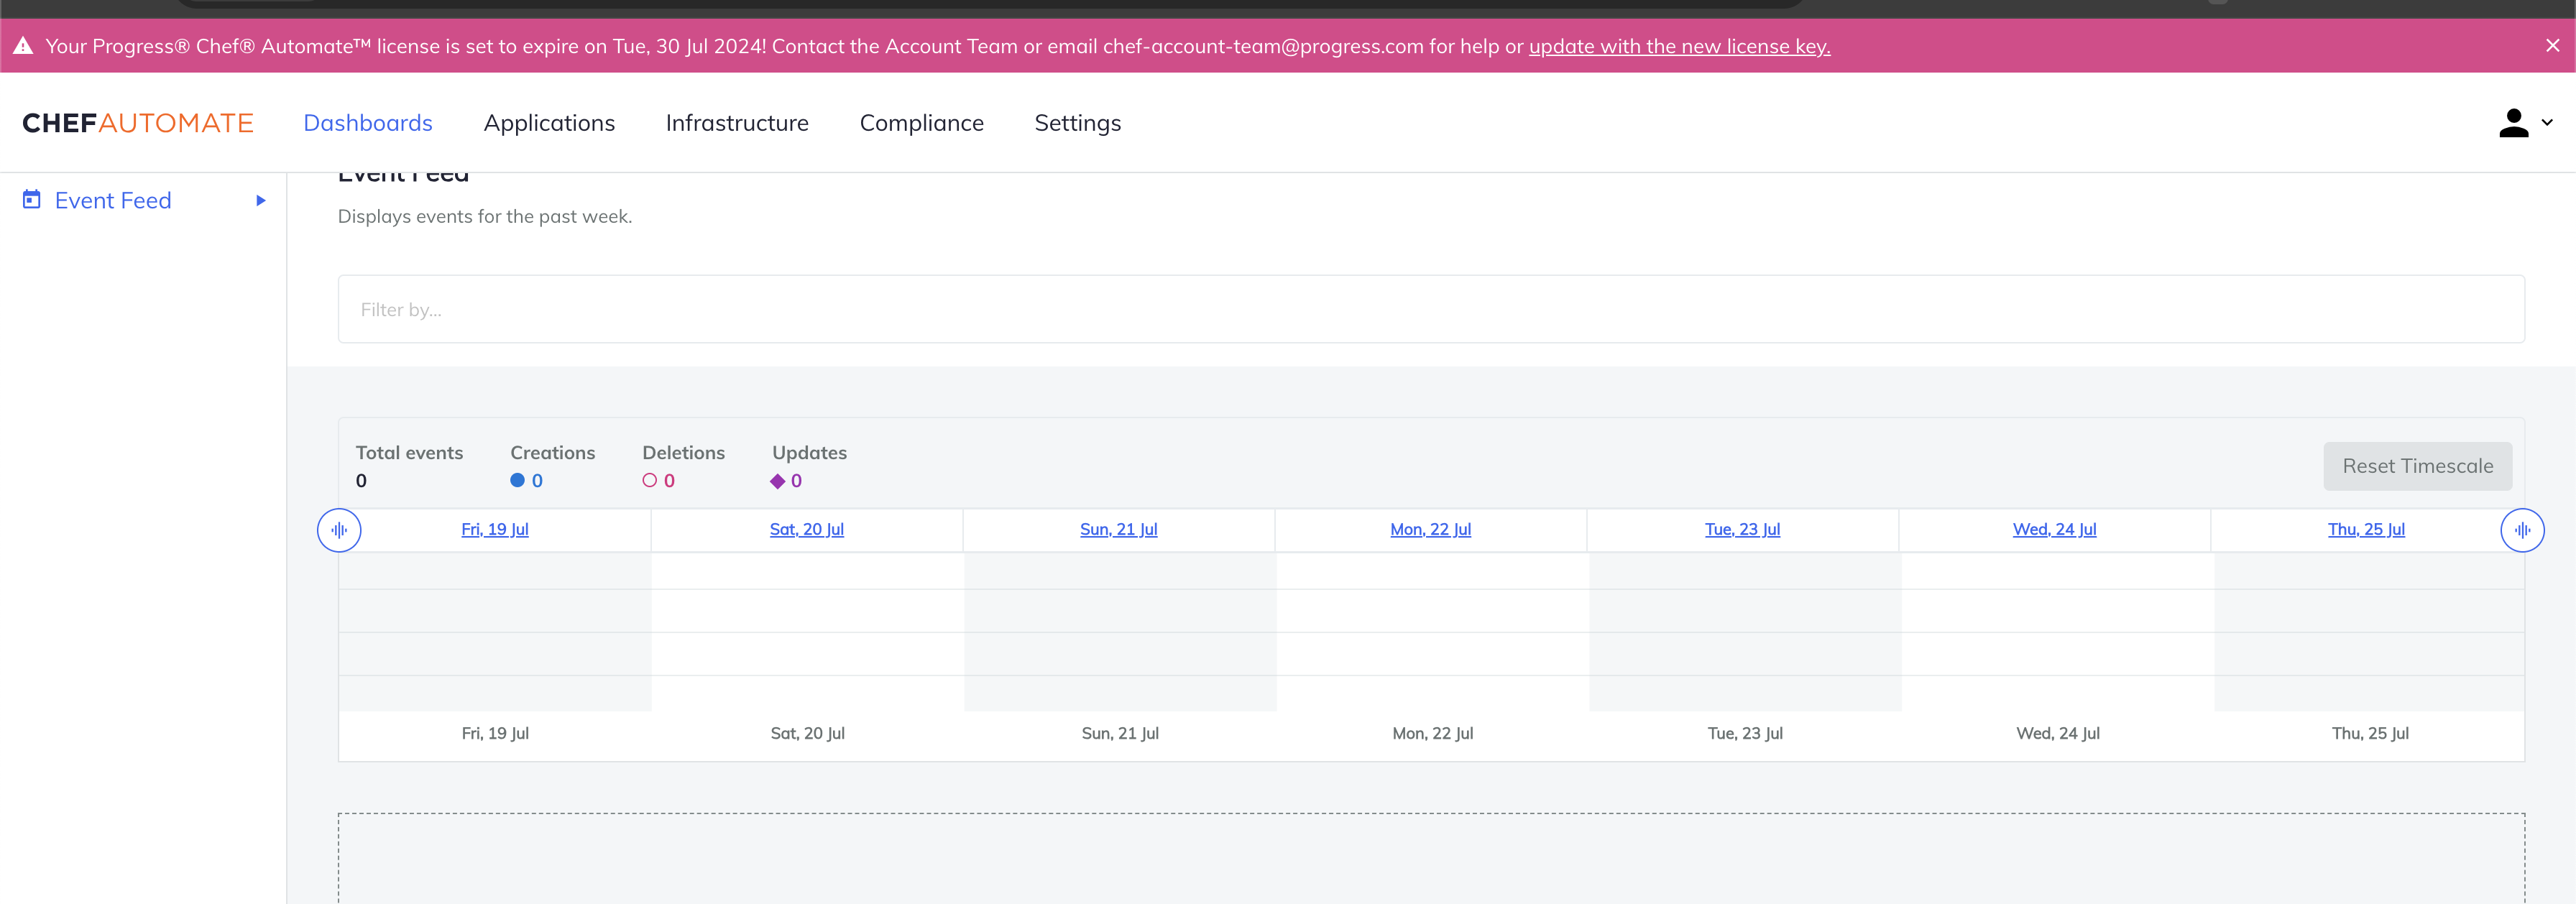 Your Progress® Chef® Automate™ license is set to expire on Tue, 30 Jul 2024! Contact the Account Team or email chef-account-team@progress.com for help or update with the new license key.
CHEFAUTOMATE Dashboards Applications Infrastructure Compliance Settings
Event Feed
Event Feed
Displays events for the past week.
Filter by...
Total events Creations Deletions Updates
0 0 0 0
Reset Timescale
Fri, 19 Jul Sat, 20 Jul Sun, 21 Jul Mon, 22 Jul Tue, 23 Jul Wed, 24 Jul Thu, 25 Jul
Fri, 19 Jul Sat, 20 Jul Sun, 21 Jul Mon, 22 Jul Tue, 23 Jul Wed, 24 Jul Thu, 25 Jul